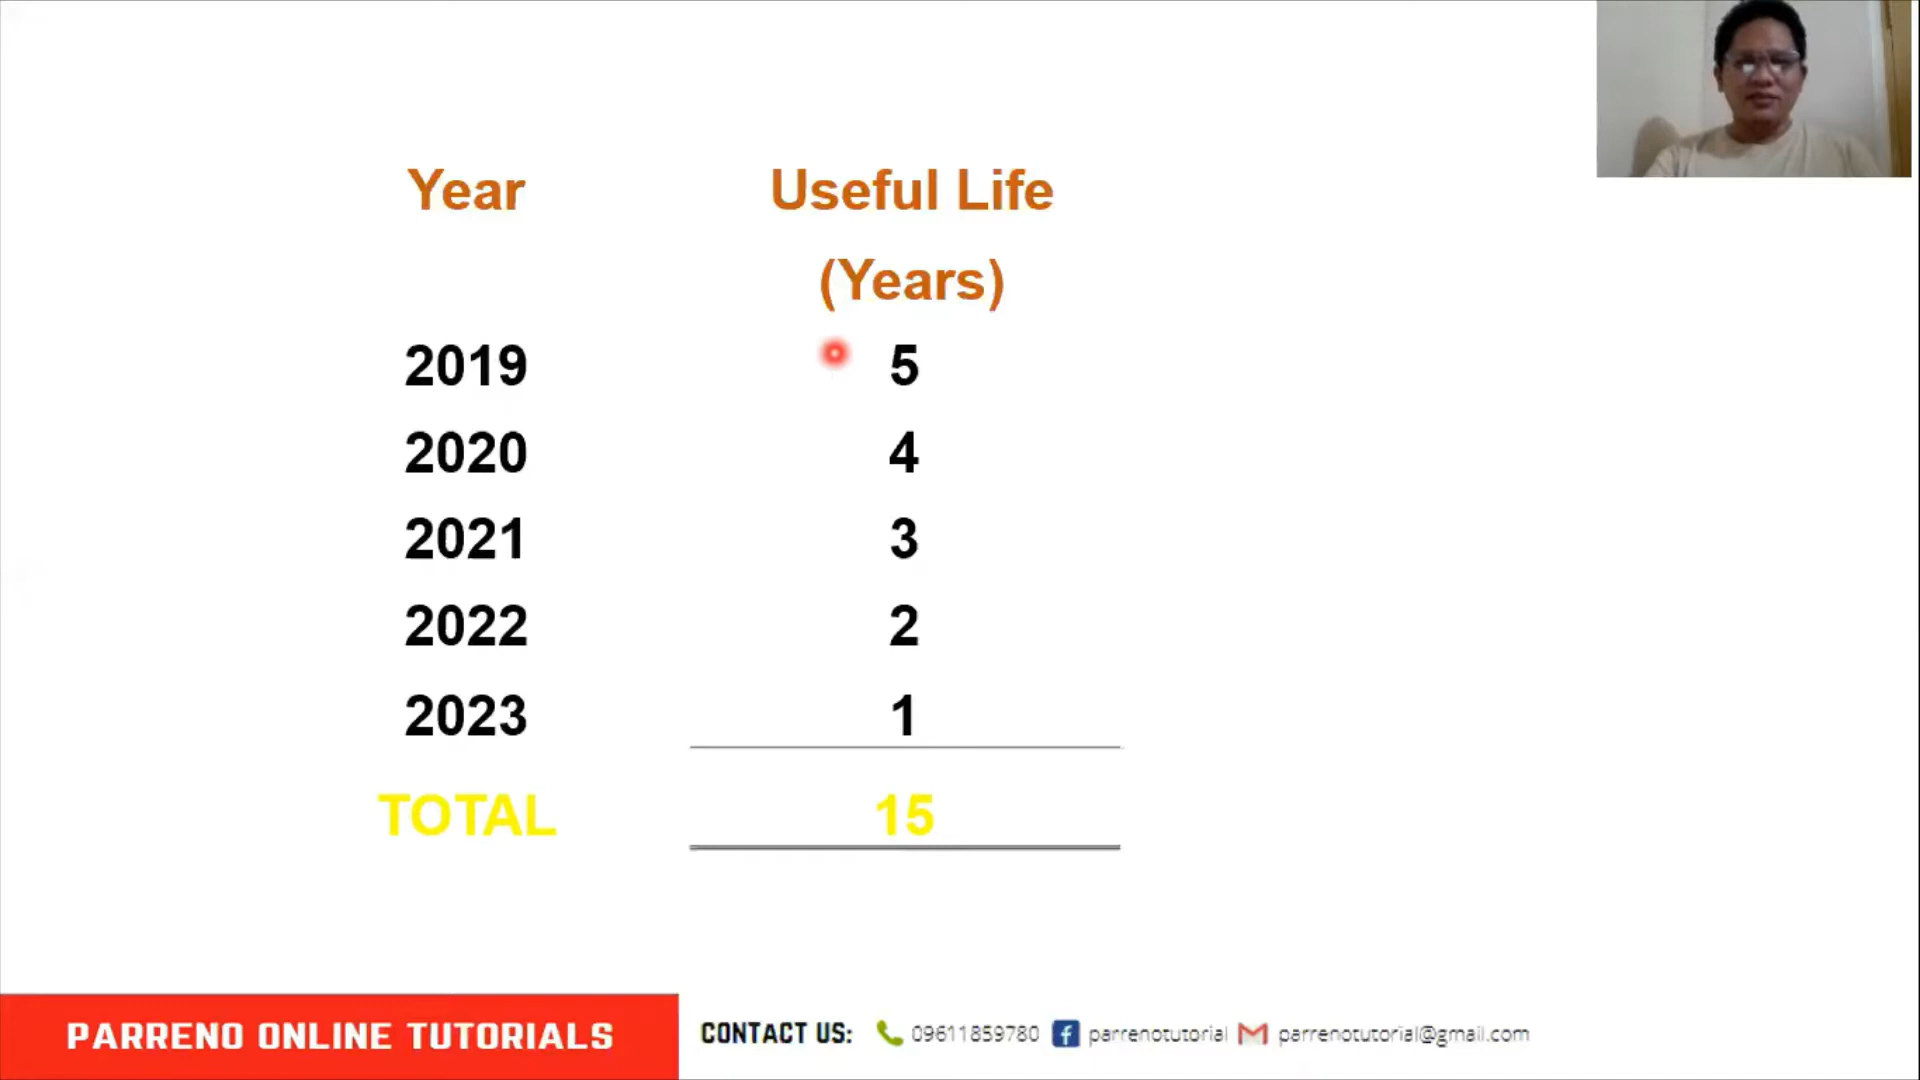 Year Useful Life
(Years)
2019 5
2020 4
2021 3
2022 2
2023 1
TOTAL 15
PARRENO ONLINE TUTORIALS CONTACT US: 09611859780 parrenotutorial parrenotutorial@gmail.com